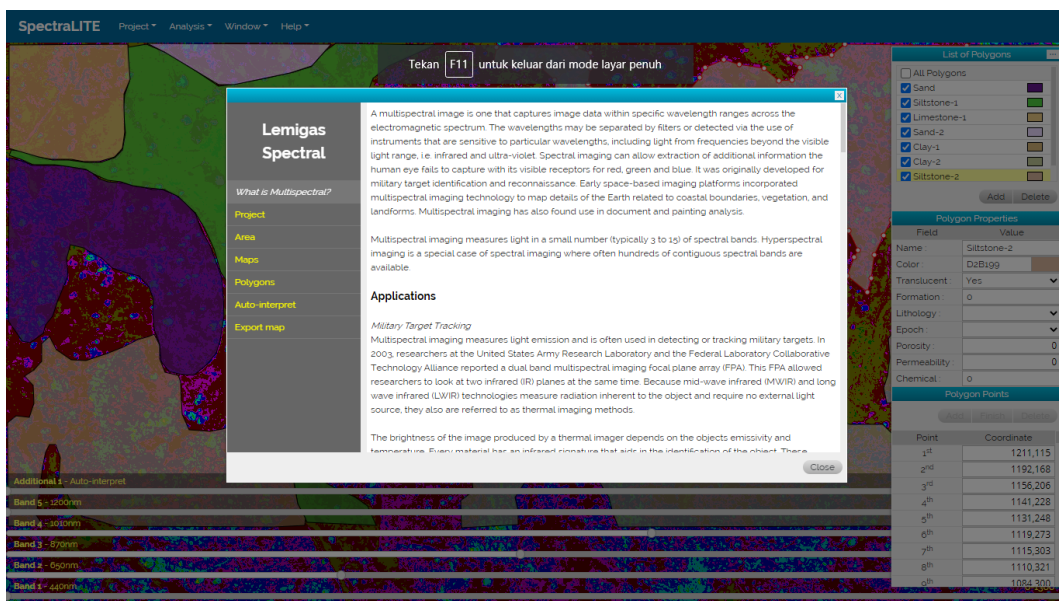 SpectraLITE Project Analysis Window Help
Tekan F11 untuk keluar dari mode layar penuh
Lemigas
Spectral
What is Multispectral?
Project
Area
Maps
Polygons
Auto-interpret
Export map
x
A multispectral image is one that captures image data within specific wavelength ranges across the
electromagnetic spectrum. The wavelengths may be separated by filters or detected via the use of
instruments that are sensitive to particular wavelengths, including light from frequencies beyond the visible
light range, i.e. infrared and ultra-violet. Spectral imaging can allow extraction of additional information the
human eye fails to capture with its visible receptors for red, green and blue. It was originally developed for
military target identification and reconnaissance. Early space-based imaging platforms incorporated
multispectral imaging technology to map details of the Earth related to coastal boundaries, vegetation, and
landforms. Multispectral imaging has also found use in document and painting analysis.
Multispectral imaging measures light in a small number (typically 3 to 15) of spectral bands. Hyperspectral
imaging is a special case of spectral imaging where often hundreds of contiguous spectral bands are
available.
Applications
Military Target Tracking
Multispectral imaging measures light emission and is often used in detecting or tracking military targets. In
2003, researchers at the United States Army Research Laboratory and the Federal Laboratory Collaborative
Technology Alliance reported a dual band multispectral imaging focal plane array (FPA). This FPA allowed
researchers to look at two infrared (IR) planes at the same time. Because mid-wave infrared (MWIR) and long
wave infrared (LWIR) technologies measure radiation inherent to the object and require no external light
source, they also are referred to as thermal imaging methods.
The brightness of the image produced by a thermal imager depends on the objects emissivity and
temperature. Every material has an infrared signature that aids in the identification of the object. These
Close
List of Polygons
All Polygons
Sand
Siltstone-1
Limestone-1
Sand-2
Clay-1
Clay-2
Siltstone-2
Add Delete
Polygon Properties
Field Value
Name : Siltstone-2
Color : D2B199
Translucent : Yes
Formation : 0
Lithology :
Epoch :
Porosity : 0
Permeability : 0
Chemical : 0
Polygon Points
Point Coordinate
1st 1211,115
2nd 1192,168
3rd 1156,206
4th 1141,228
5th 1131,248
6th 1119,273
7th 1115,303
8th 1110,321
9th 1084,300
Additional 1 - Auto-interpret
Band 5 - 1200nm
Band 4 - 1010nm
Band 3 - 870nm
Band 2 - 650nm
Band 1 - 440nm